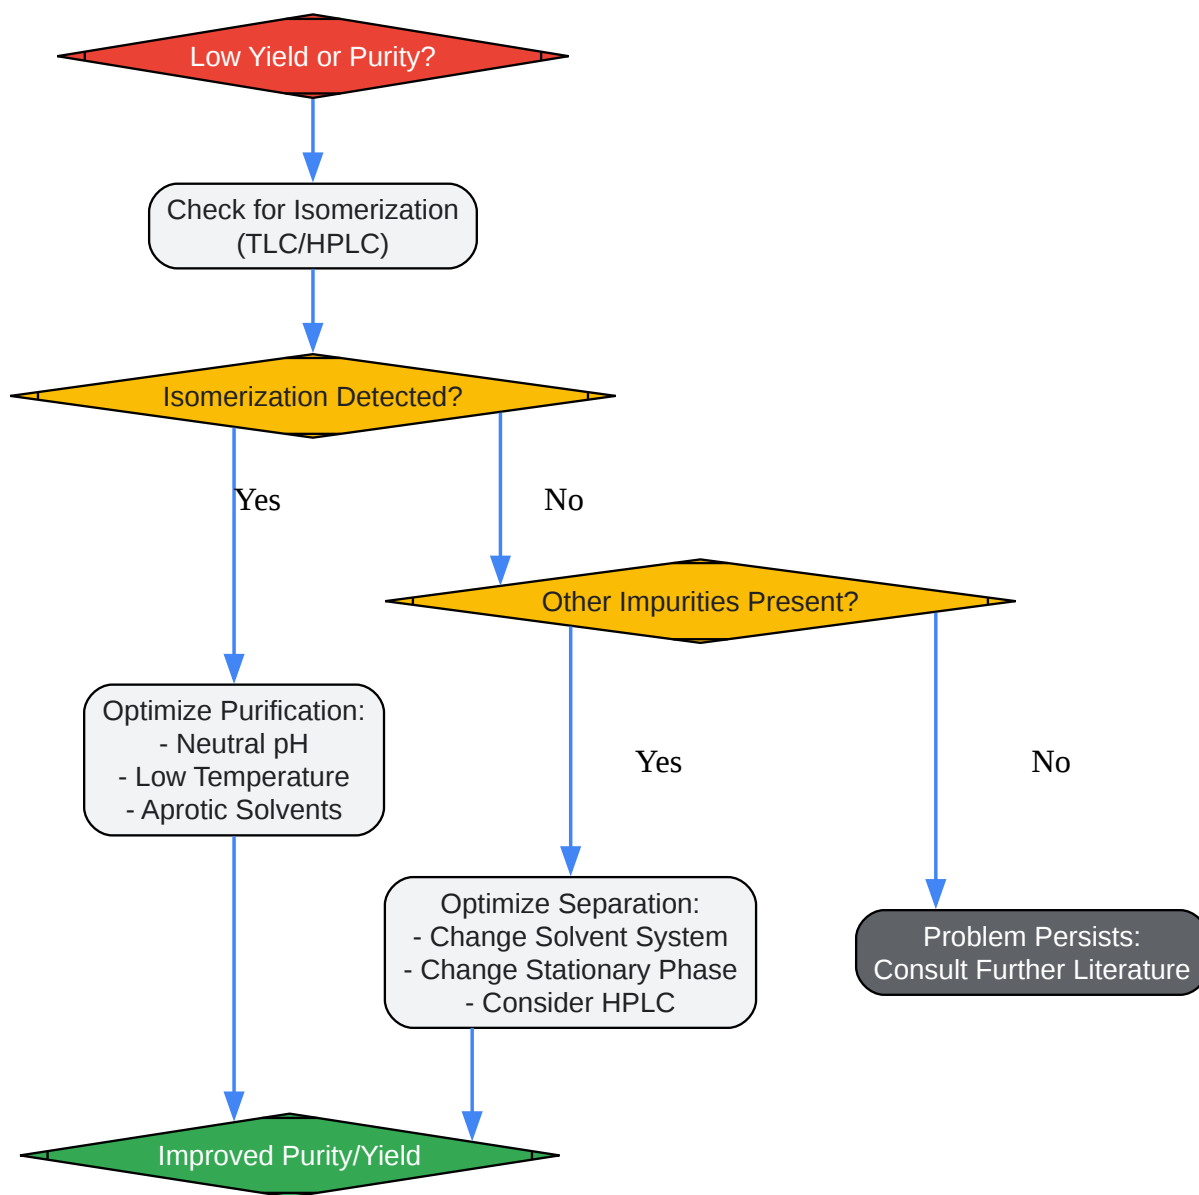 Low Yield or Purity?
Check for Isomerization
(TLC/HPLC)
Isomerization Detected?
Yes
No
Other Impurities Present?
Optimize Purification:
- Neutral pH
- Low Temperature
- Aprotic Solvents
Yes
No
Optimize Separation:
- Change Solvent System
- Change Stationary Phase
- Consider HPLC
Problem Persists:
Consult Further Literature
Improved Purity/Yield